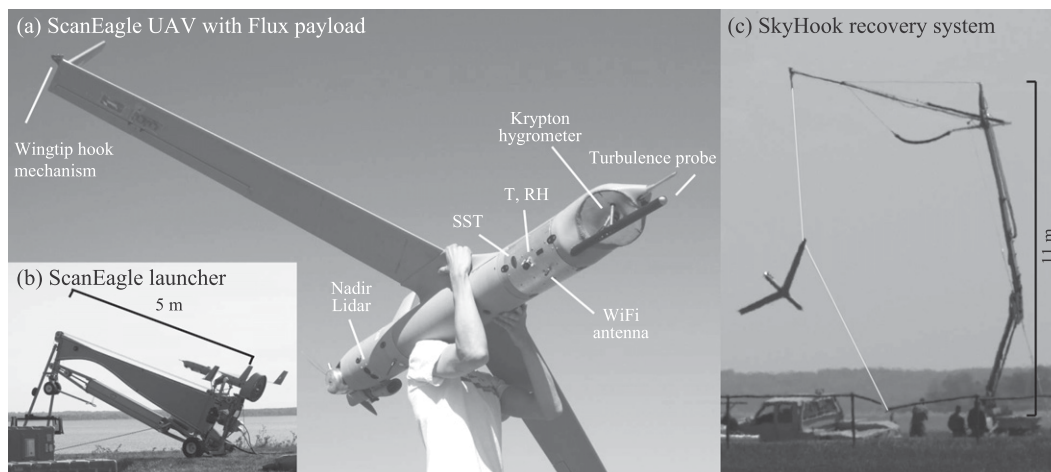 (a) ScanEagle UAV with Flux payload
Wingtip hook
mechanism
Krypton
hygrometer
Turbulence probe
T, RH
SST
Nadir
Lidar
WiFi
antenna
(b) ScanEagle launcher
5 m
(c) SkyHook recovery system
11 m